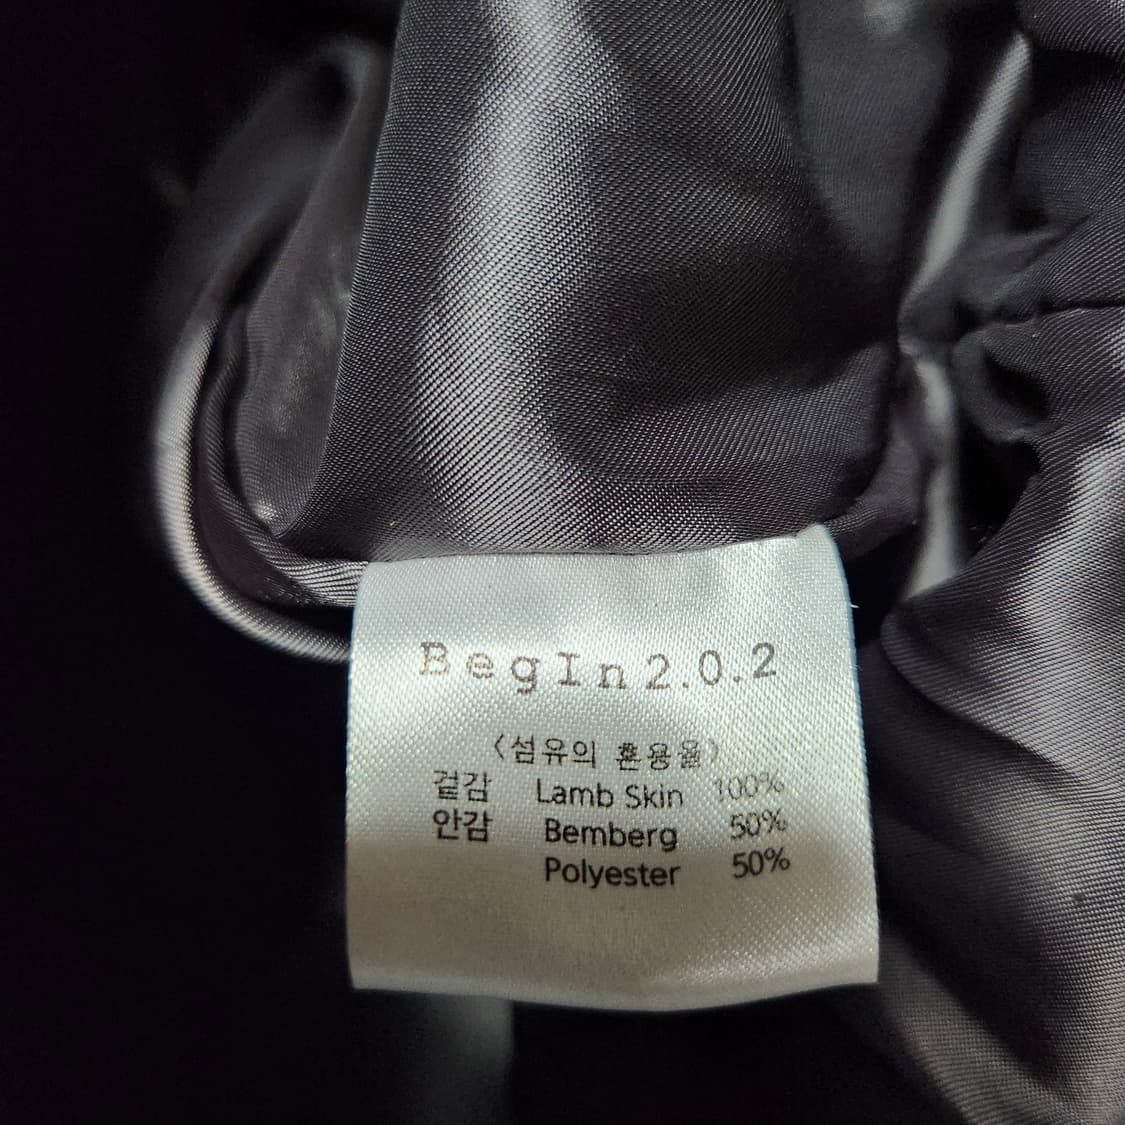 BegIn2.0.2
<섬유의 혼용율>
겉감 Lamb Skin 100%
안감 Bemberg 50%
Polyester 50%